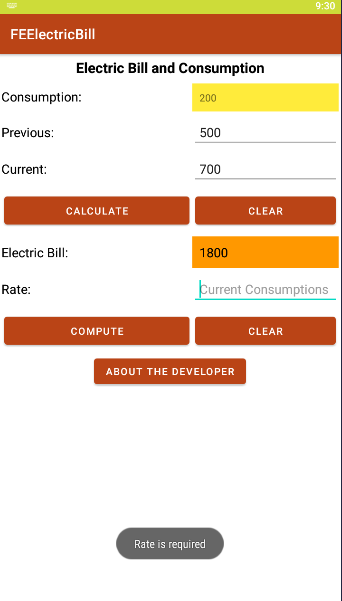 9:30
FEElectricBill
Electric Bill and Consumption
Consumption: 200
Previous: 500
Current: 700
CALCULATE CLEAR
Electric Bill: 1800
Rate: Current Consumptions
COMPUTE CLEAR
ABOUT THE DEVELOPER
Rate is required